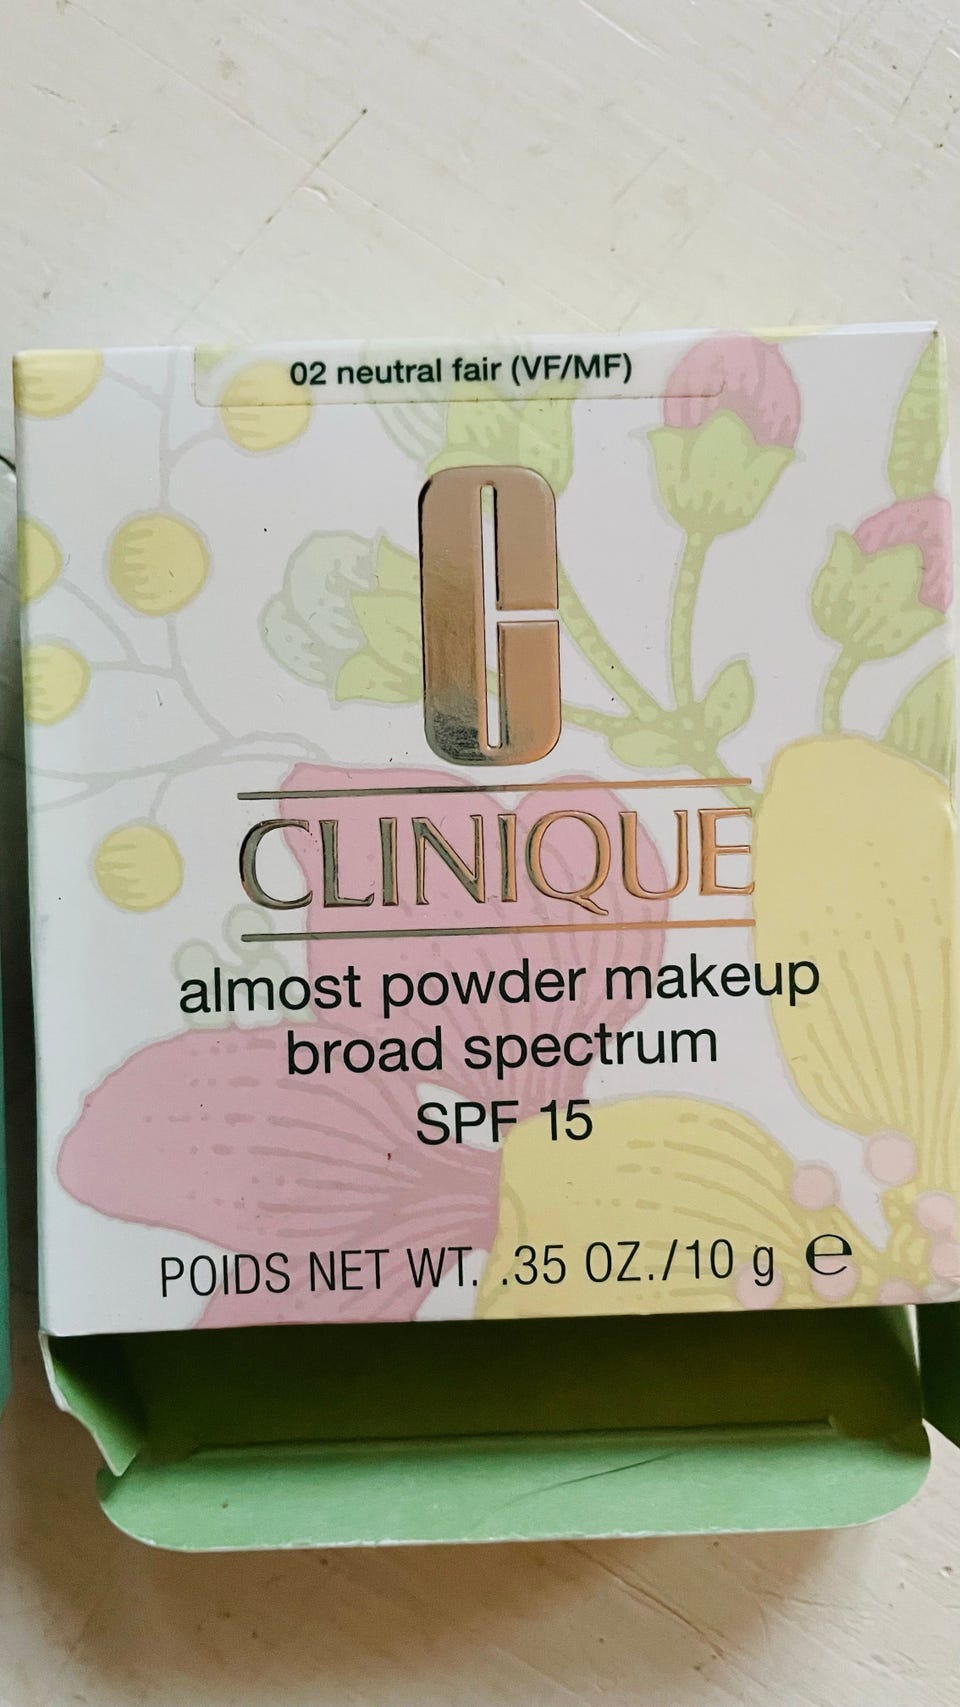 02 neutral fair (VF/MF)
C
CLINIQUE
almost powder makeup
broad spectrum
SPF 15
POIDS NET WT. .35 OZ./10 g ℮